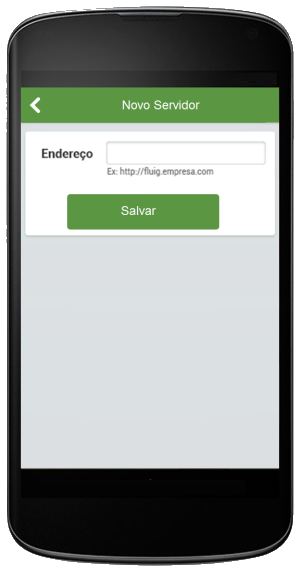 Novo Servidor
Endereço
Ex: http://fluig.empresa.com
Salvar